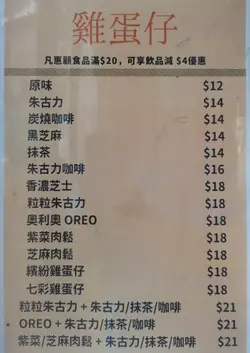 雞蛋仔
凡惠顧食品滿$20，可享飲品減 $4優惠
原味 $12
朱古力 $14
炭燒咖啡 $14
黑芝麻 $14
抹茶 $14
朱古力咖啡 $16
香濃芝士 $18
粒粒朱古力 $18
奧利奧 OREO $18
紫菜肉鬆 $18
芝麻肉鬆 $18
繽紛雞蛋仔 $18
七彩雞蛋仔 $18
粒粒朱古力 + 朱古力/抹茶/咖啡 $21
OREO + 朱古力/抹茶/咖啡 $21
紫菜/芝麻肉鬆 + 朱古力/抹茶/咖啡 $21